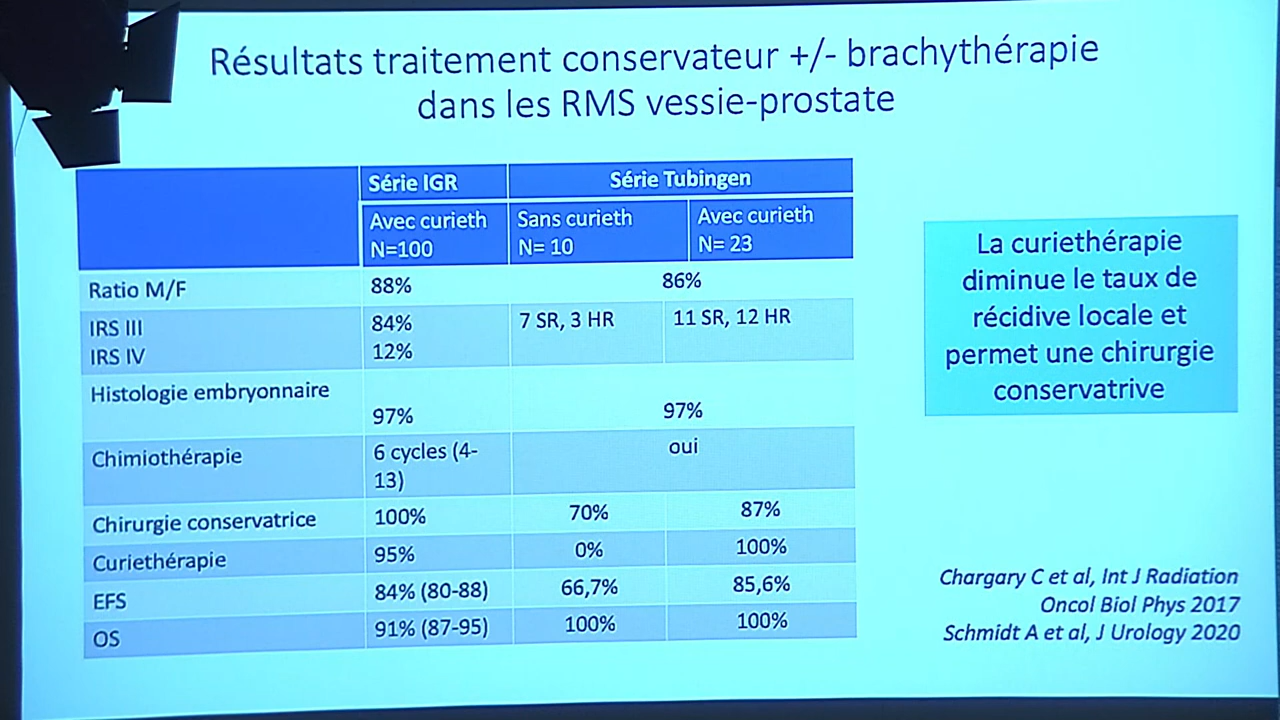 Résultats traitement conservateur +/- brachythérapie
dans les RMS vessie-prostate
Série IGR Série Tubingen
Avec curieth Sans curieth Avec curieth
N=100 N= 10 N= 23
Ratio M/F 88% 86%
IRS III 84% 7 SR, 3 HR 11 SR, 12 HR
IRS IV 12%
Histologie embryonnaire
97% 97%
Chimiothérapie 6 cycles (4- oui
13)
Chirurgie conservatrice 100% 70% 87%
Curiethérapie 95% 0% 100%
EFS 84% (80-88) 66,7% 85,6%
OS 91% (87-95) 100% 100%
La curiethérapie
diminue le taux de
récidive locale et
permet une chirurgie
conservatrive
Chargary C et al, Int J Radiation
Oncol Biol Phys 2017
Schmidt A et al, J Urology 2020